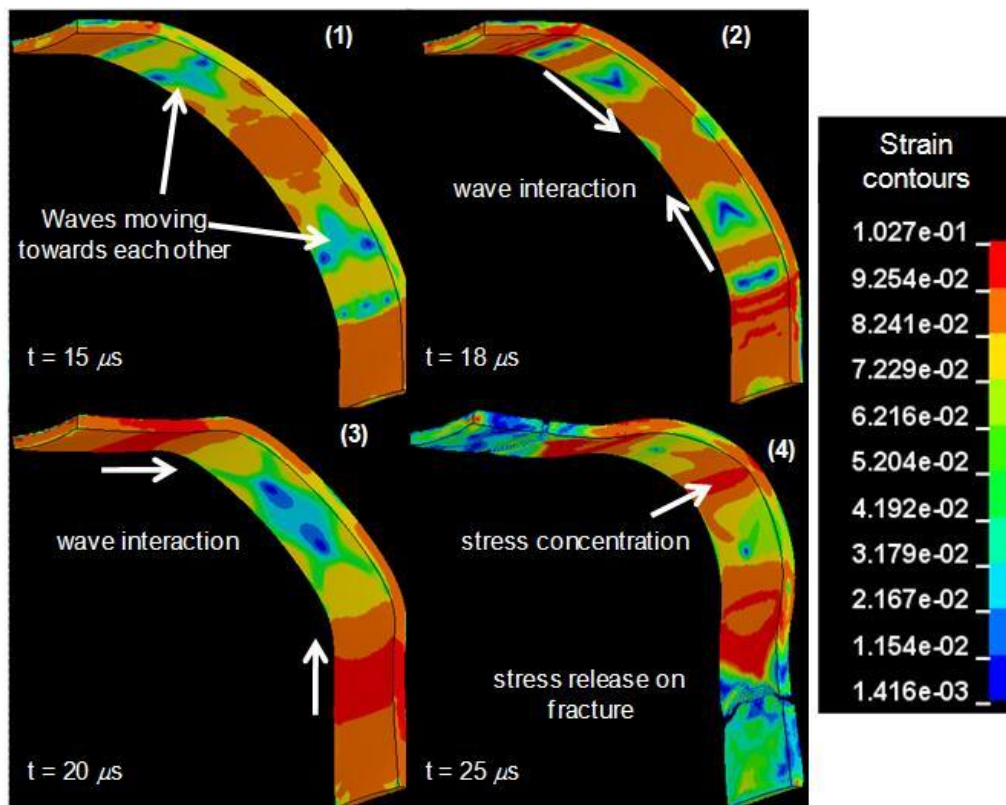 (1)
Waves moving
towards each other
t = 15 μs
(2)
wave interaction
t = 18 μs
(3)
wave interaction
t = 20 μs
(4)
stress concentration
stress release on
fracture
t = 25 μs
Strain
contours
1.027e-01
9.254e-02
8.241e-02
7.229e-02
6.216e-02
5.204e-02
4.192e-02
3.179e-02
2.167e-02
1.154e-02
1.416e-03